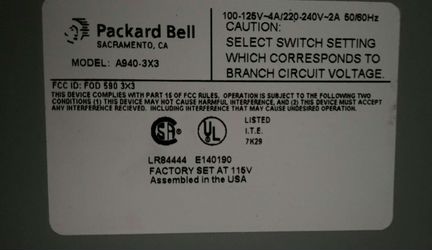 Packard Bell
SACRAMENTO, CA
MODEL: A940-3X3
100-125V~4A/220-240V~2A 50/60Hz
CAUTION:
SELECT SWITCH SETTING
WHICH CORRESPONDS TO
BRANCH CIRCUIT VOLTAGE.
FCC ID: FOD 590 3X3
THIS DEVICE COMPLIES WITH PART 15 OF FCC RULES. OPERATION IS SUBJECT TO THE FOLLOWING TWO
CONDITIONS (1) THIS DEVICE MAY NOT CAUSE HARMFUL INTERFERENCE, AND (2) THIS DEVICE MUST ACCEPT
ANY INTERFERENCE RECIEVED, INCLUDING INTERFERENCE THAT MAY CAUSE UNDESIRED OPERATION.
SA
UL
LISTED
I.T.E.
7K29
LR84444 E140190
FACTORY SET AT 115V
Assembled in the USA